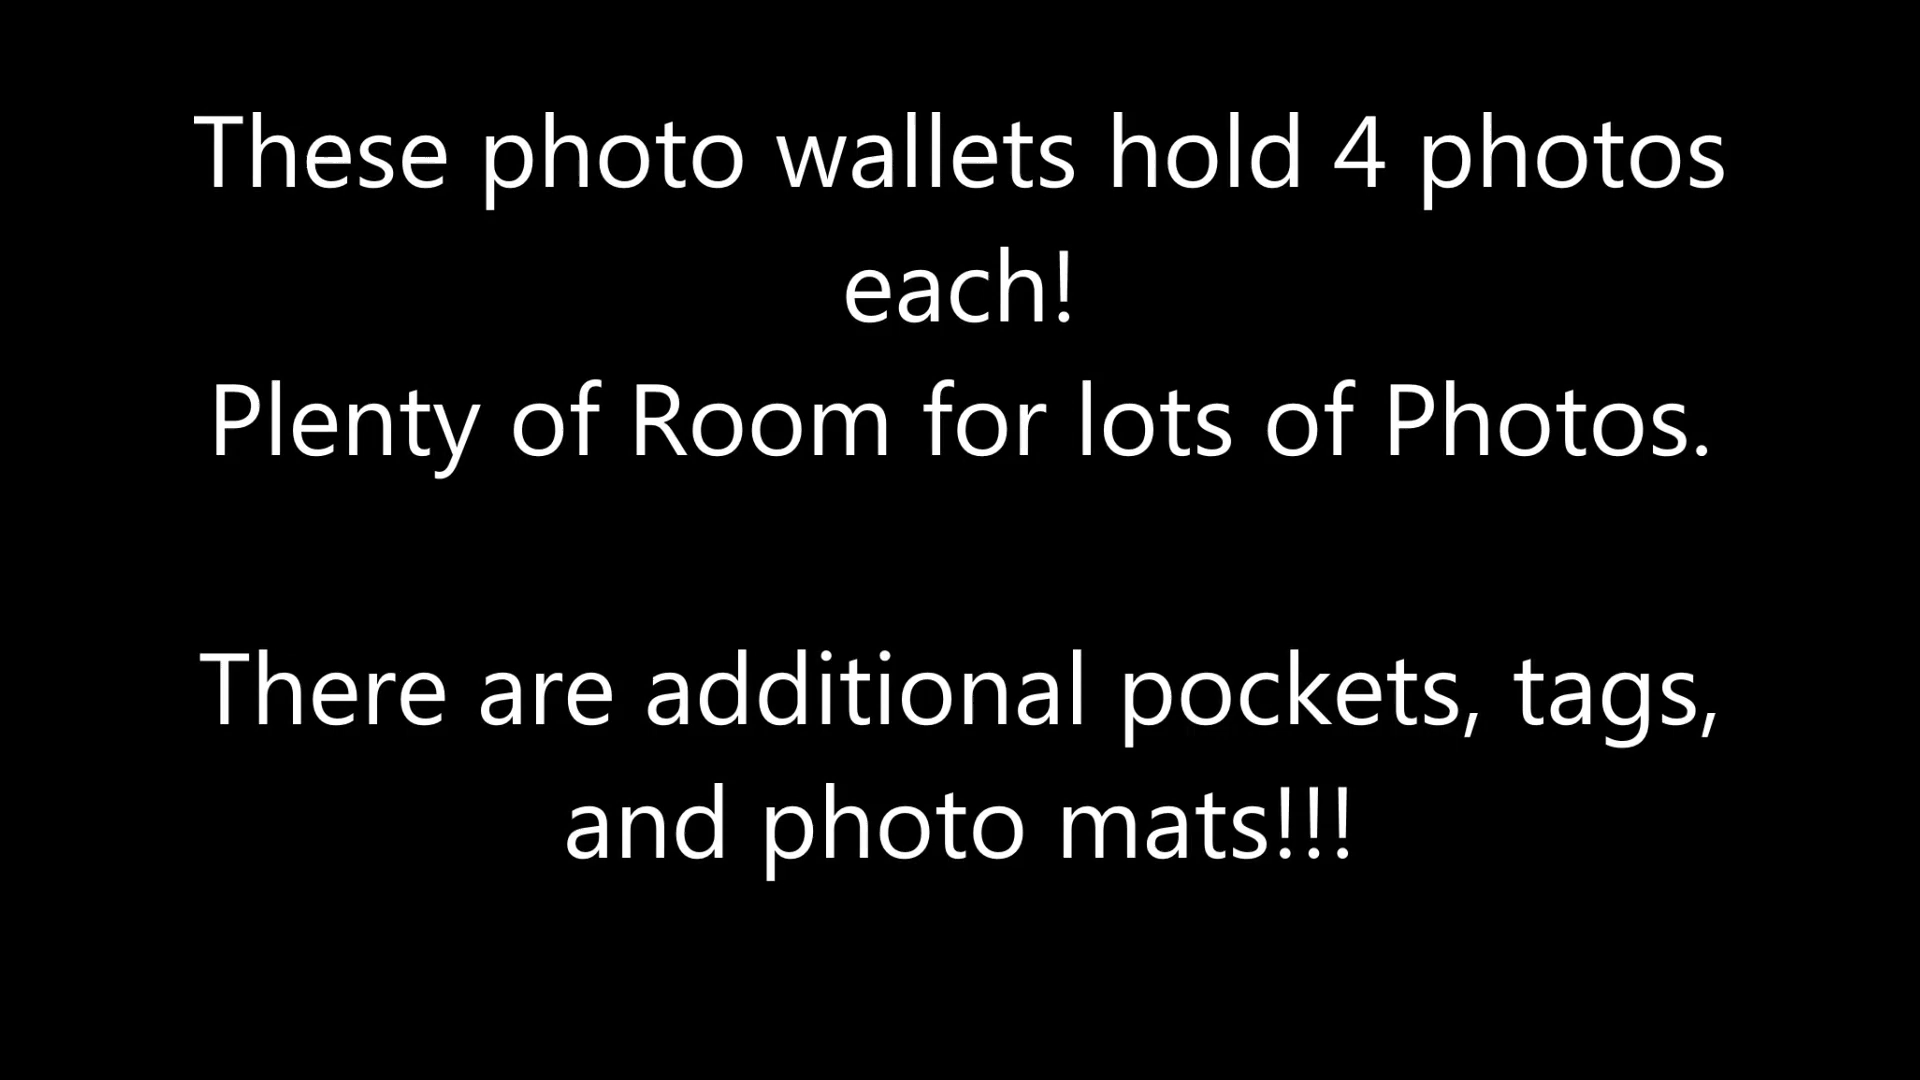 These photo wallets hold 4 photos
each!
Plenty of Room for lots of Photos.
There are additional pockets, tags,
and photo mats!!!